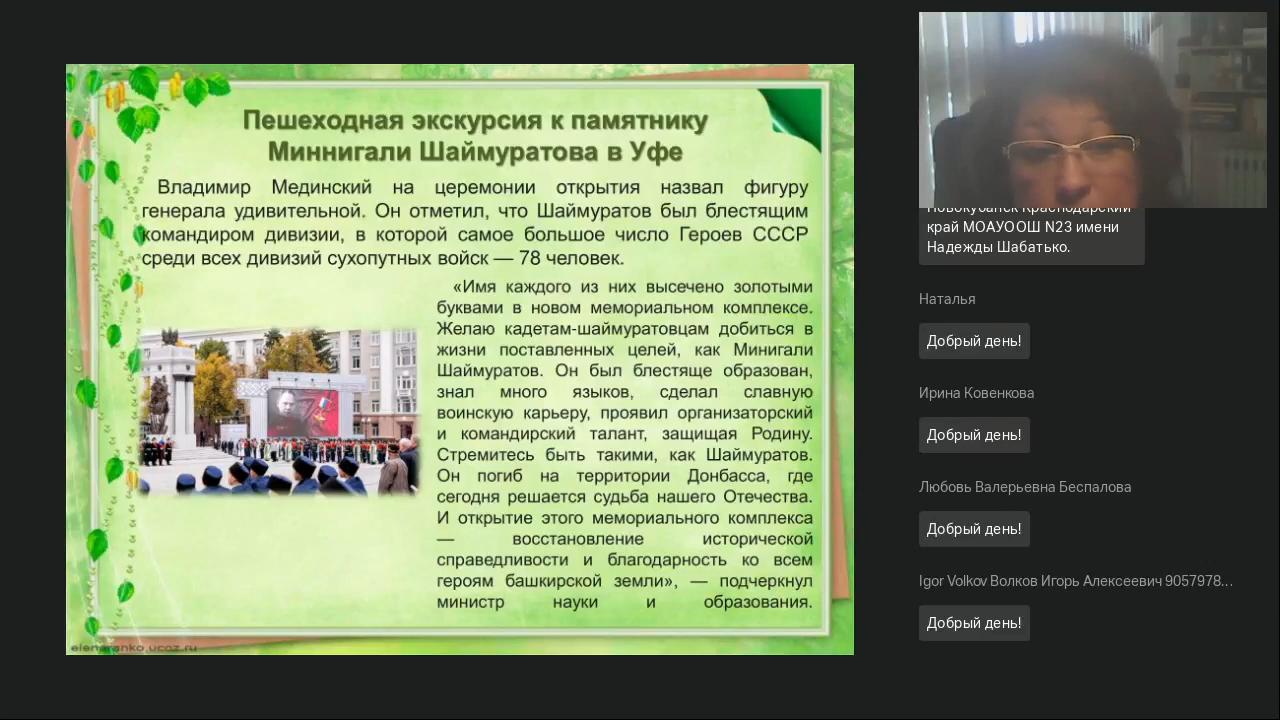 Пешеходная экскурсия к памятнику
Миннигали Шаймуратова в Уфе
Владимир Мединский на церемонии открытия назвал фигуру
генерала удивительной. Он отметил, что Шаймуратов был блестящим
командиром дивизии, в которой самое большое число Героев СССР
среди всех дивизий сухопутных войск — 78 человек.
«Имя каждого из них высечено золотыми
буквами в новом мемориальном комплексе.
Желаю кадетам-шаймуратовцам добиться в
жизни поставленных целей, как Минигали
Шаймуратов. Он был блестяще образован,
знал много языков, сделал славную
воинскую карьеру, проявил организаторский
и командирский талант, защищая Родину.
Стремитесь быть такими, как Шаймуратов.
Он погиб на территории Донбасса, где
сегодня решается судьба нашего Отечества.
И открытие этого мемориального комплекса
— восстановление исторической
справедливости и благодарность ко всем
героям башкирской земли», — подчеркнул
министр науки и образования.
elenaranko.ucoz.ru
Новокубанск Краснодарский
край МОАУООШ N23 имени
Надежды Шабатько.
Наталья
Добрый день!
Ирина Ковенкова
Добрый день!
Любовь Валерьевна Беспалова
Добрый день!
Igor Volkov Волков Игорь Алексеевич 9057978...
Добрый день!